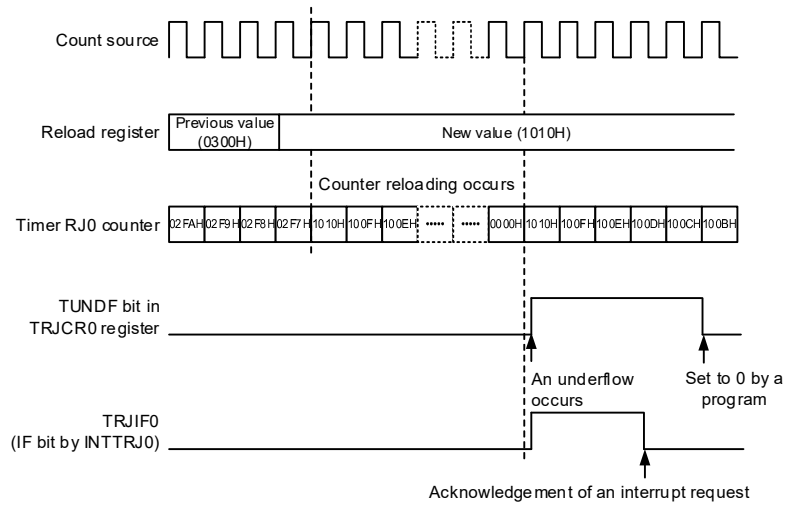 Count source
Reload register
Previous value
(0300H)
New value (1010H)
Counter reloading occurs
Timer RJ0 counter
02FAH 02F9H 02F8H 02F7H 1010H 100FH 100EH ····· ····· 0000H 1010H 100FH 100EH 100DH 100CH 100BH
TUNDF bit in
TRJCR0 register
An underflow
occurs
Set to 0 by a
program
TRJIF0
(IF bit by INTTRJ0)
Acknowledgement of an interrupt request